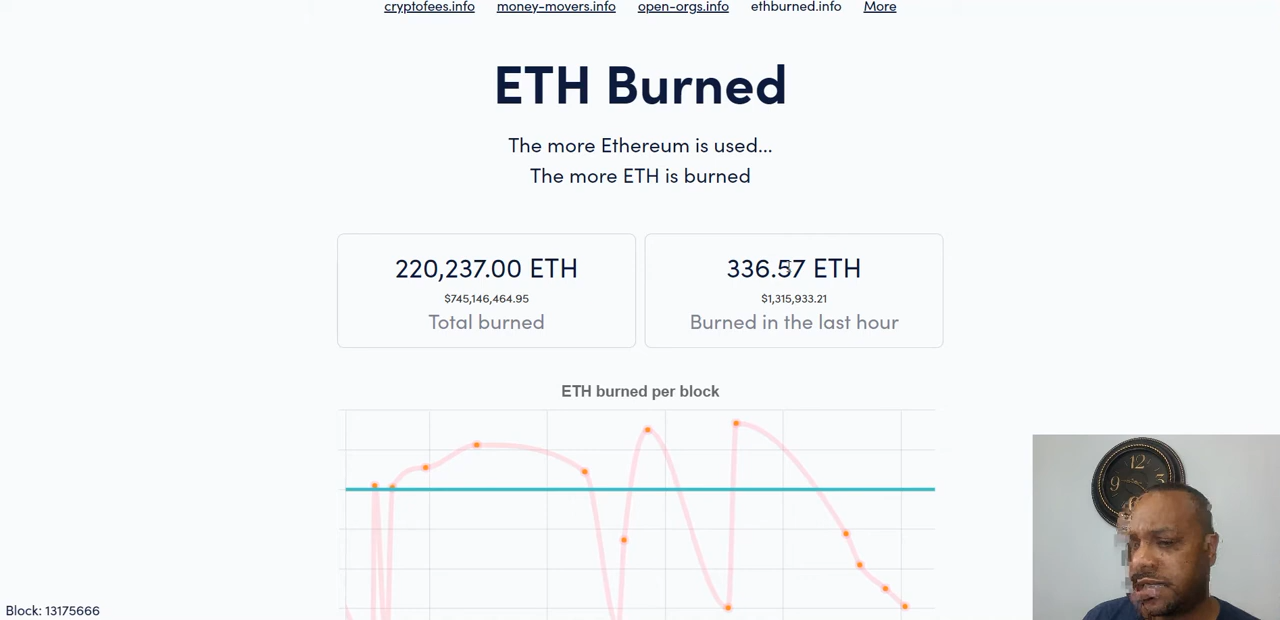 cryptofees.info money-movers.info open-orgs.info ethburned.info More
ETH Burned
The more Ethereum is used...
The more ETH is burned
220,237.00 ETH
$745,146,464.95
Total burned
336.57 ETH
$1,315,933.21
Burned in the last hour
ETH burned per block
12
9
Block: 13175666